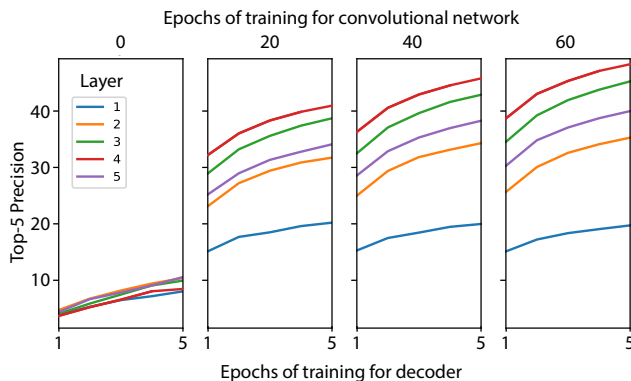 Epochs of training for convolutional network
0 20 40 60
Layer
1
2
3
4
5
Top-5 Precision
40
30
20
10
1 5 1 5 1 5 1 5
Epochs of training for decoder